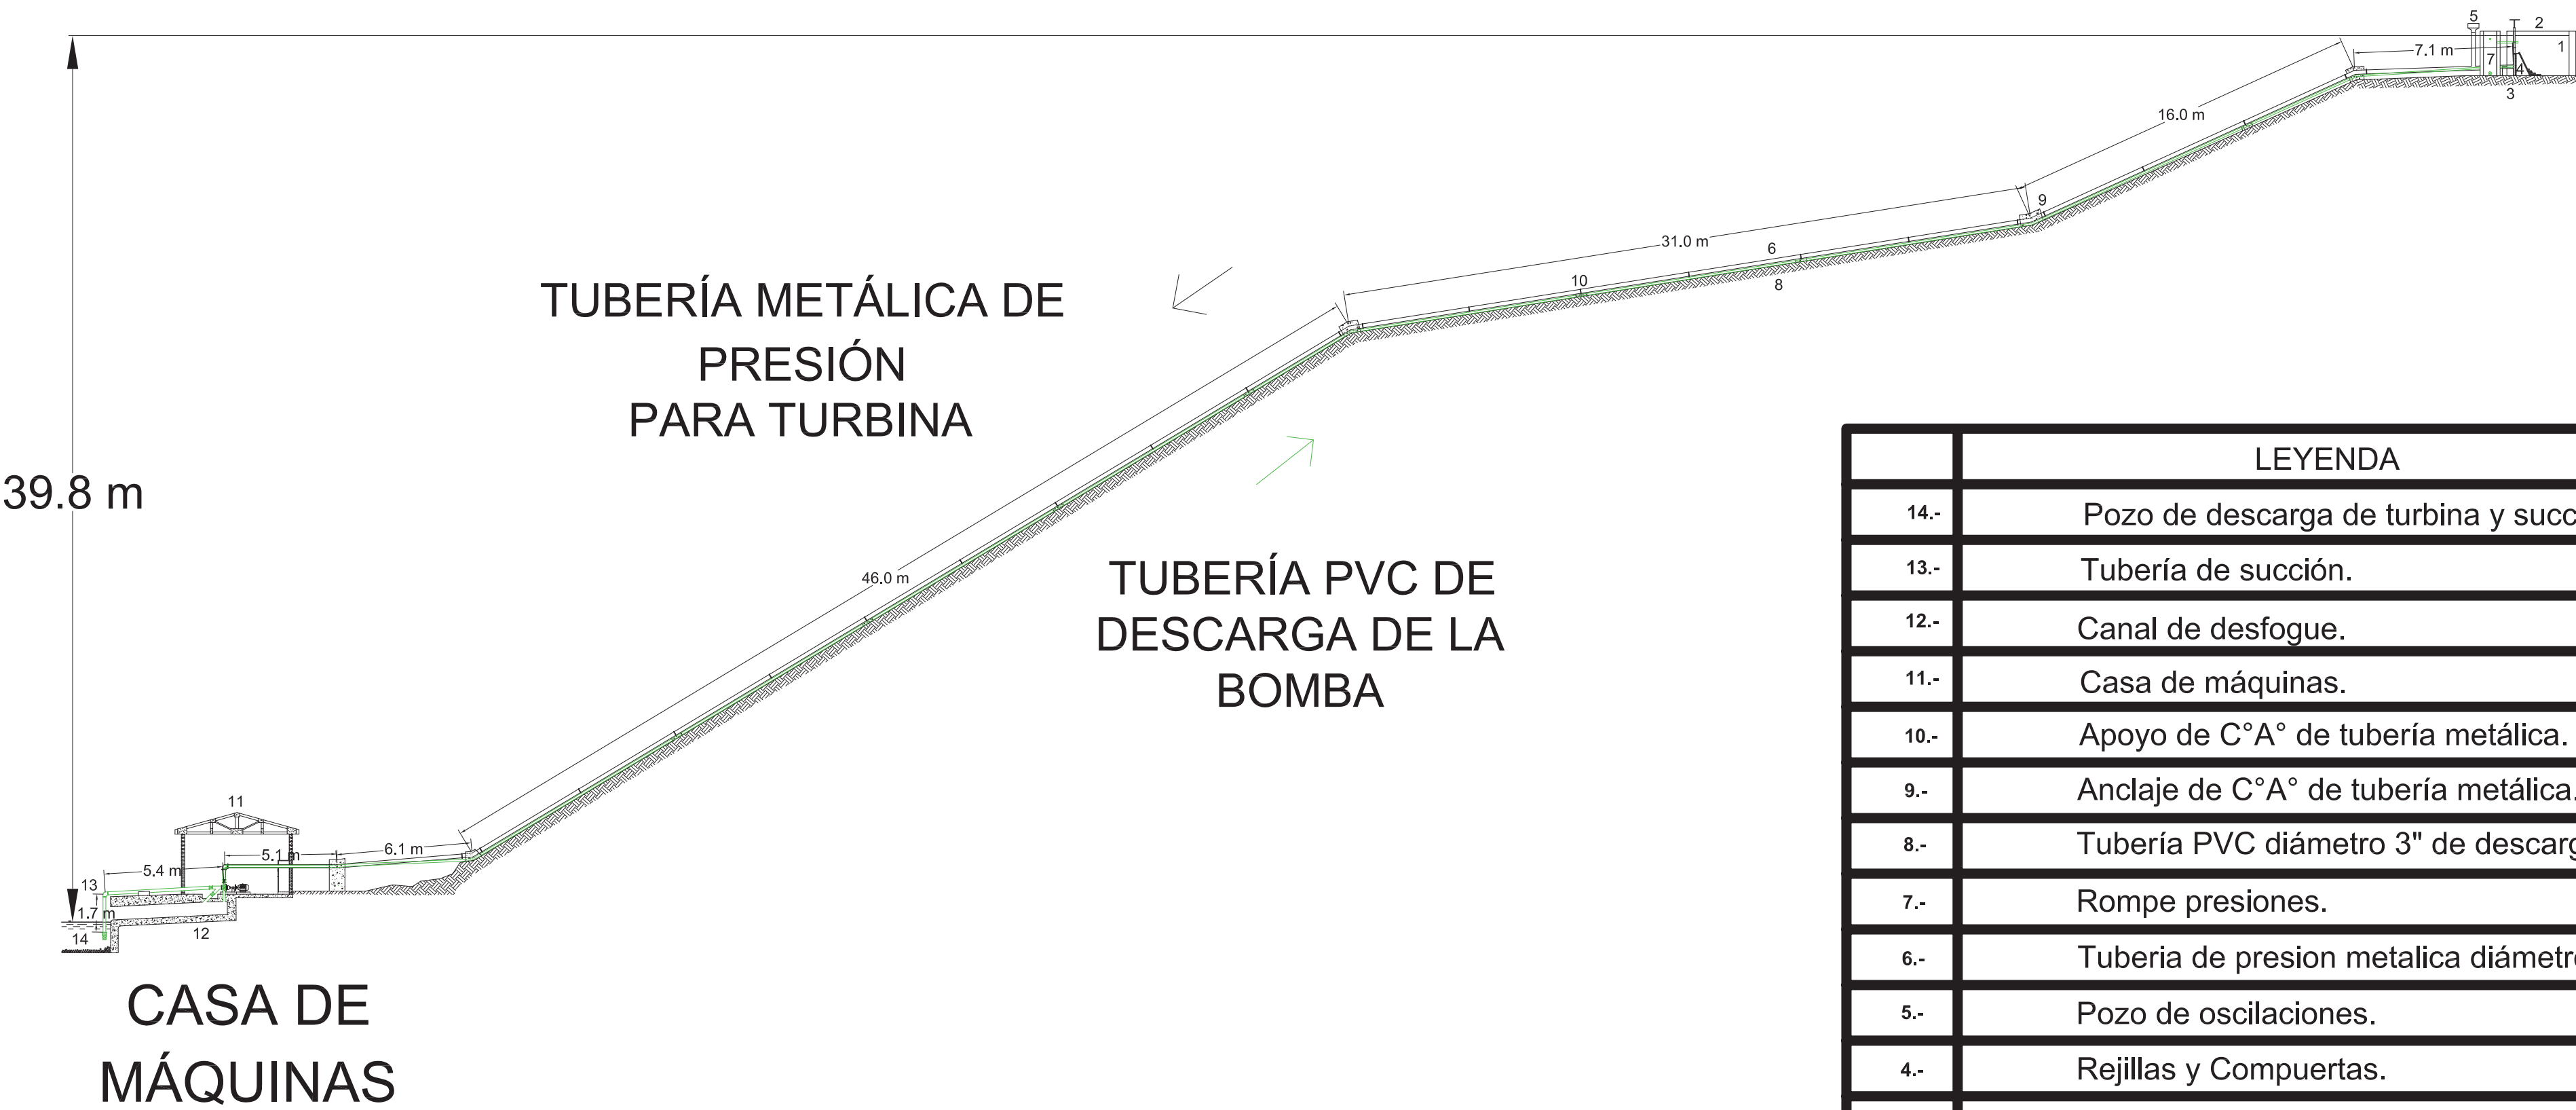 5
2
7.1 m
7
1
4
3
16.0 m
9
31.0 m
6
10
8
TUBERÍA METÁLICA DE
PRESIÓN
PARA TURBINA
39.8 m
46.0 m
TUBERÍA PVC DE
DESCARGA DE LA
BOMBA
11
5.1 m
6.1 m
5.4 m
13
1.7 m
14
12
CASA DE
MÁQUINAS
LEYENDA
14.- Pozo de descarga de turbina y succ
13.- Tubería de succión.
12.- Canal de desfogue.
11.- Casa de máquinas.
10.- Apoyo de C°A° de tubería metálica.
9.- Anclaje de C°A° de tubería metálica.
8.- Tubería PVC diámetro 3" de descarg
7.- Rompe presiones.
6.- Tuberia de presion metalica diámetr
5.- Pozo de oscilaciones.
4.- Rejillas y Compuertas.